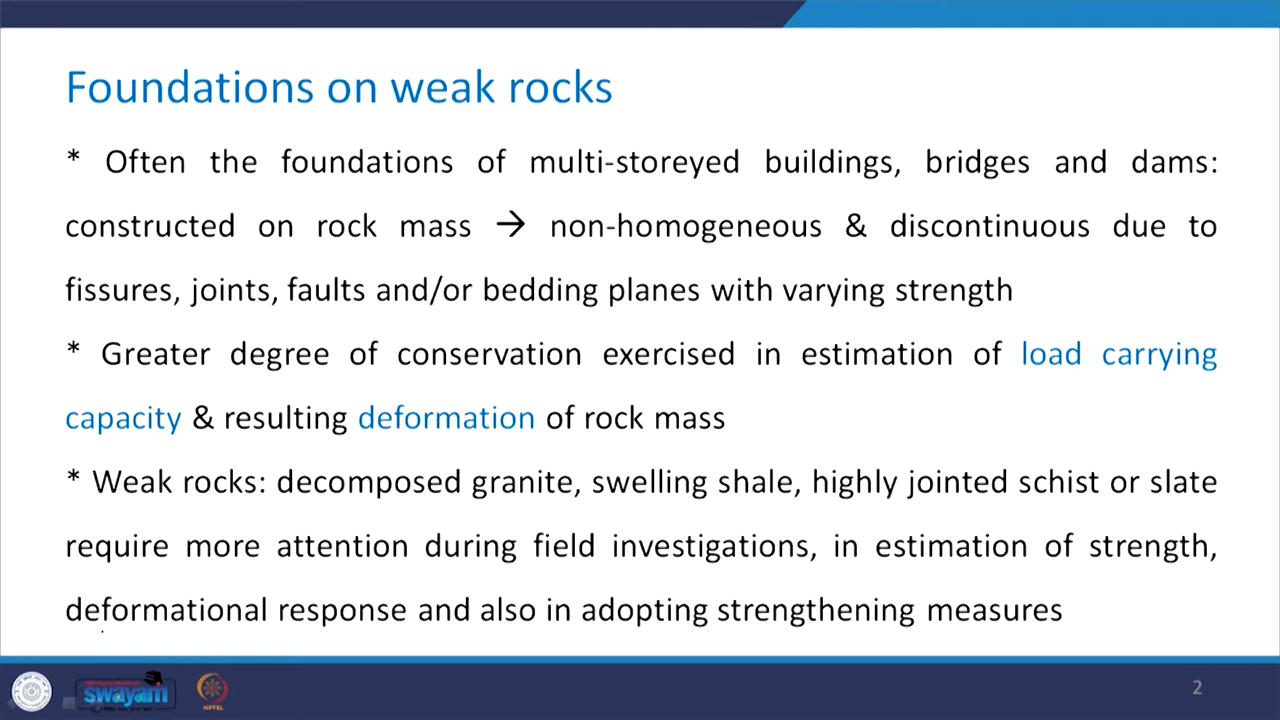 Foundations on weak rocks
* Often the foundations of multi-storeyed buildings, bridges and dams:
constructed on rock mass → non-homogeneous & discontinuous due to
fissures, joints, faults and/or bedding planes with varying strength
* Greater degree of conservation exercised in estimation of load carrying
capacity & resulting deformation of rock mass
* Weak rocks: decomposed granite, swelling shale, highly jointed schist or slate
require more attention during field investigations, in estimation of strength,
deformational response and also in adopting strengthening measures
swayam
NPTEL
2